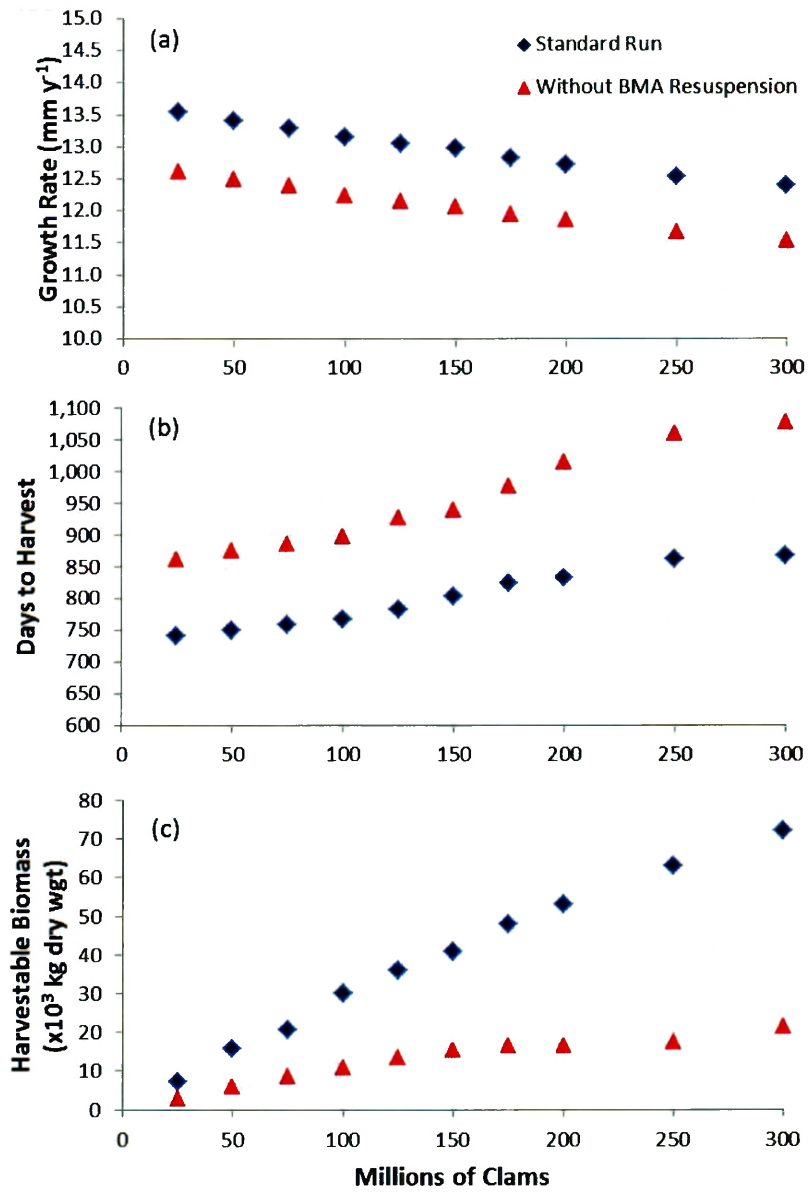 (a)
Standard Run
Without BMA Resuspension
Growth Rate (mm y⁻¹)
15.0
14.5
14.0
13.5
13.0
12.5
12.0
11.5
11.0
10.5
10.0
0 50 100 150 200 250 300
(b)
Days to Harvest
1,100
1,050
1,000
950
900
850
800
750
700
650
600
0 50 100 150 200 250 300
(c)
Harvestable Biomass
(x10³ kg dry wgt)
80
70
60
50
40
30
20
10
0
0 50 100 150 200 250 300
Millions of Clams